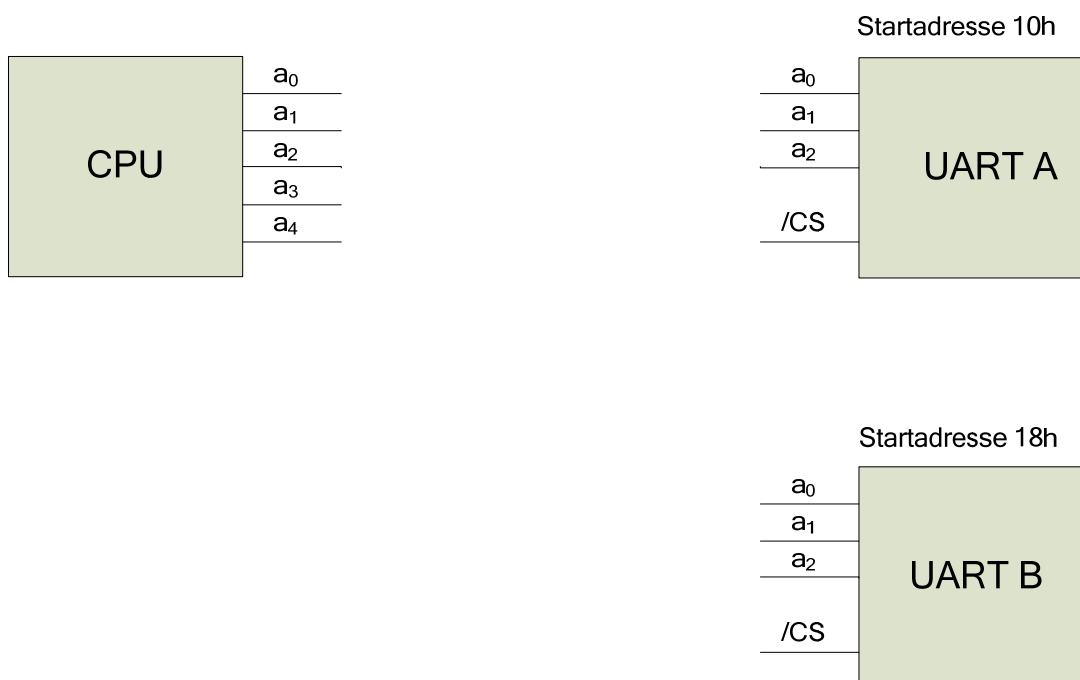 CPU
a₀
a₁
a₂
a₃
a₄
Startadresse 10h
a₀
a₁
a₂
/CS
UART A
Startadresse 18h
a₀
a₁
a₂
/CS
UART B